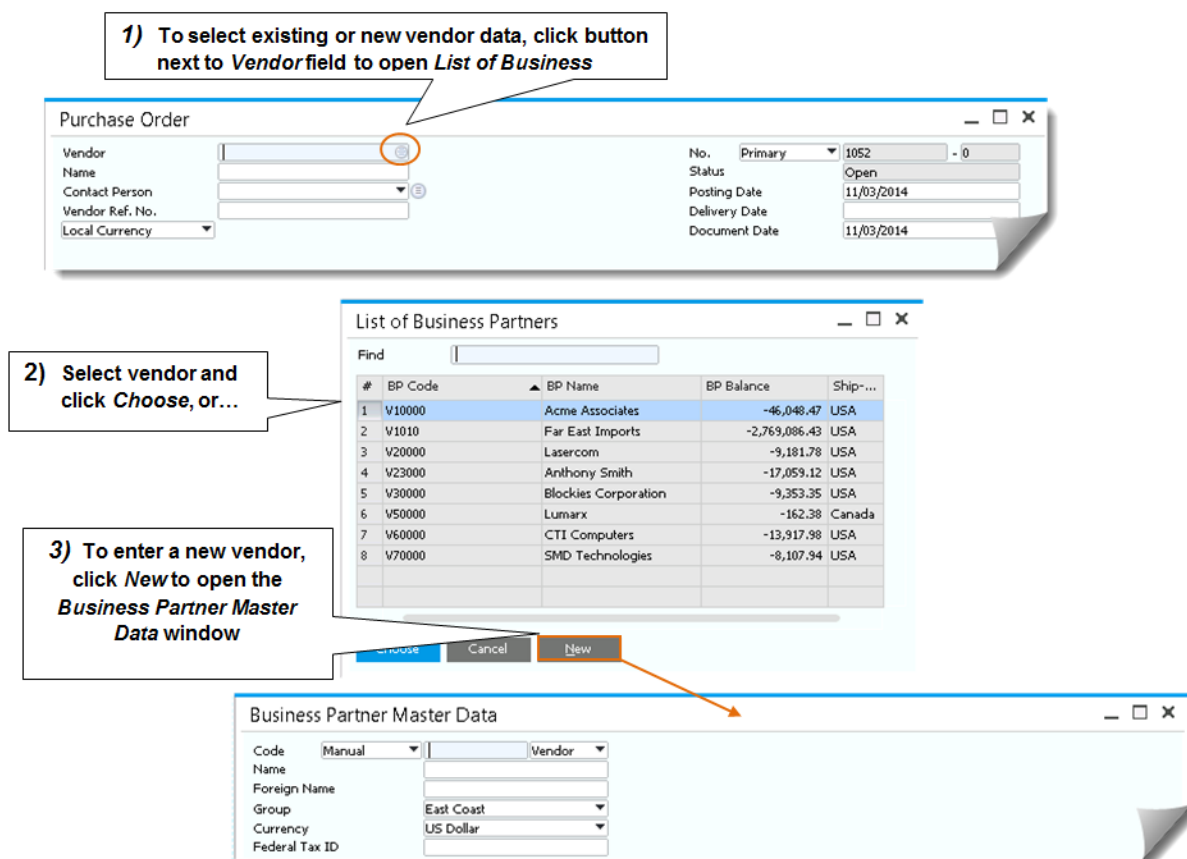 1) To select existing or new vendor data, click button
next to Vendor field to open List of Business
Purchase Order
Vendor
Name
Contact Person
Vendor Ref. No.
Local Currency
No. Primary 1052 - 0
Status Open
Posting Date 11/03/2014
Delivery Date
Document Date 11/03/2014
List of Business Partners
Find
2) Select vendor and
click Choose, or…
# BP Code BP Name BP Balance Ship-...
1 V10000 Acme Associates -46,048.47 USA
2 V1010 Far East Imports -2,769,086.43 USA
3 V20000 Lasercom -9,181.78 USA
4 V23000 Anthony Smith -17,059.12 USA
5 V30000 Blockies Corporation -9,353.35 USA
6 V50000 Lumarx -162.38 Canada
7 V60000 CTI Computers -13,917.98 USA
8 V70000 SMD Technologies -8,107.94 USA
3) To enter a new vendor,
click New to open the
Business Partner Master
Data window
Choose Cancel New
Business Partner Master Data
Code Manual Vendor
Name
Foreign Name
Group East Coast
Currency US Dollar
Federal Tax ID